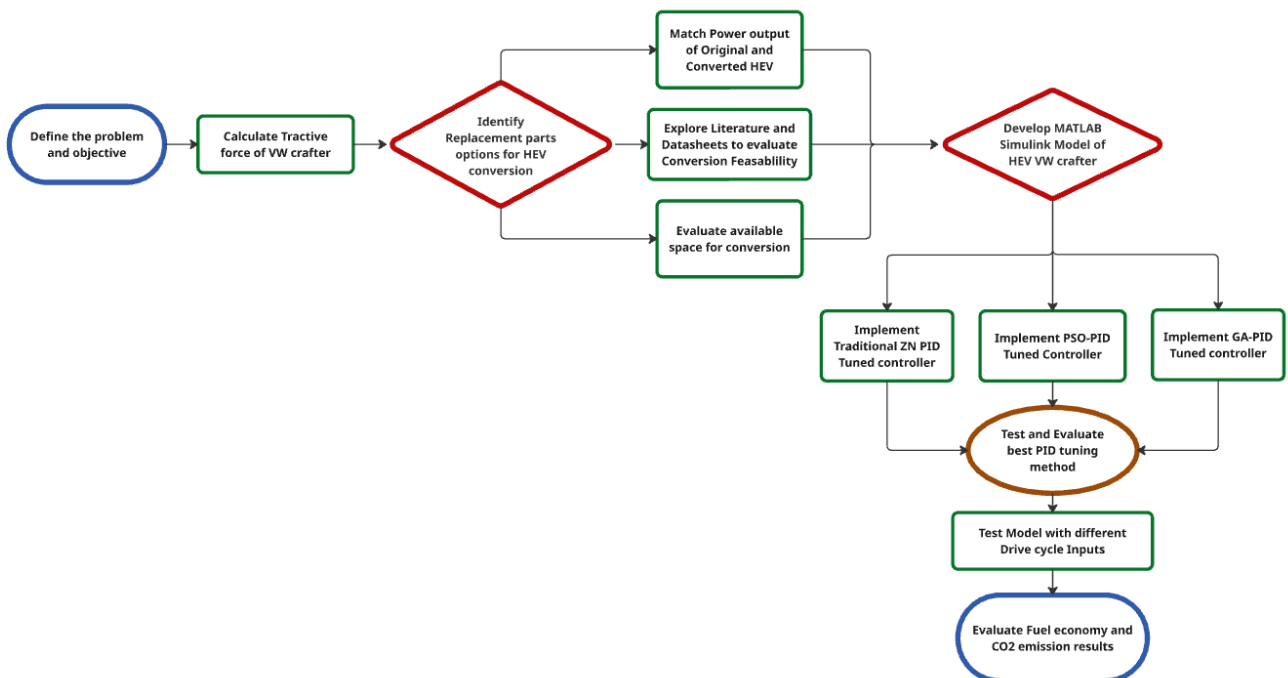 Define the problem
and objective
Calculate Tractive
force of VW crafter
Identify
Replacement parts
options for HEV
conversion
Match Power output
of Original and
Converted HEV
Explore Literature and
Datasheets to evaluate
Conversion Feasablility
Evaluate available
space for conversion
Develop MATLAB
Simulink Model of
HEV VW crafter
Implement
Traditional ZN PID
Tuned controller
Implement PSO-PID
Tuned Controller
Implement GA-PID
Tuned controller
Test and Evaluate
best PID tuning
method
Test Model with different
Drive cycle Inputs
Evaluate Fuel economy and
CO2 emission results